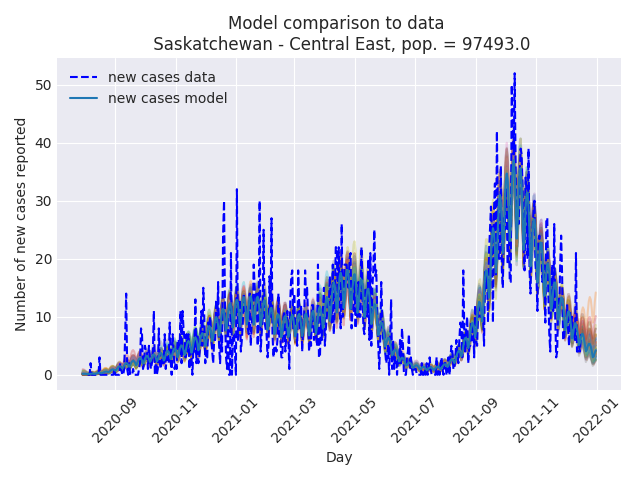 Model comparison to data
Saskatchewan - Central East, pop. = 97493.0
new cases data
new cases model
Number of new cases reported
50
40
30
20
10
0
2020-09
2020-11
2021-01
2021-03
2021-05
2021-07
2021-09
2021-11
2022-01
Day